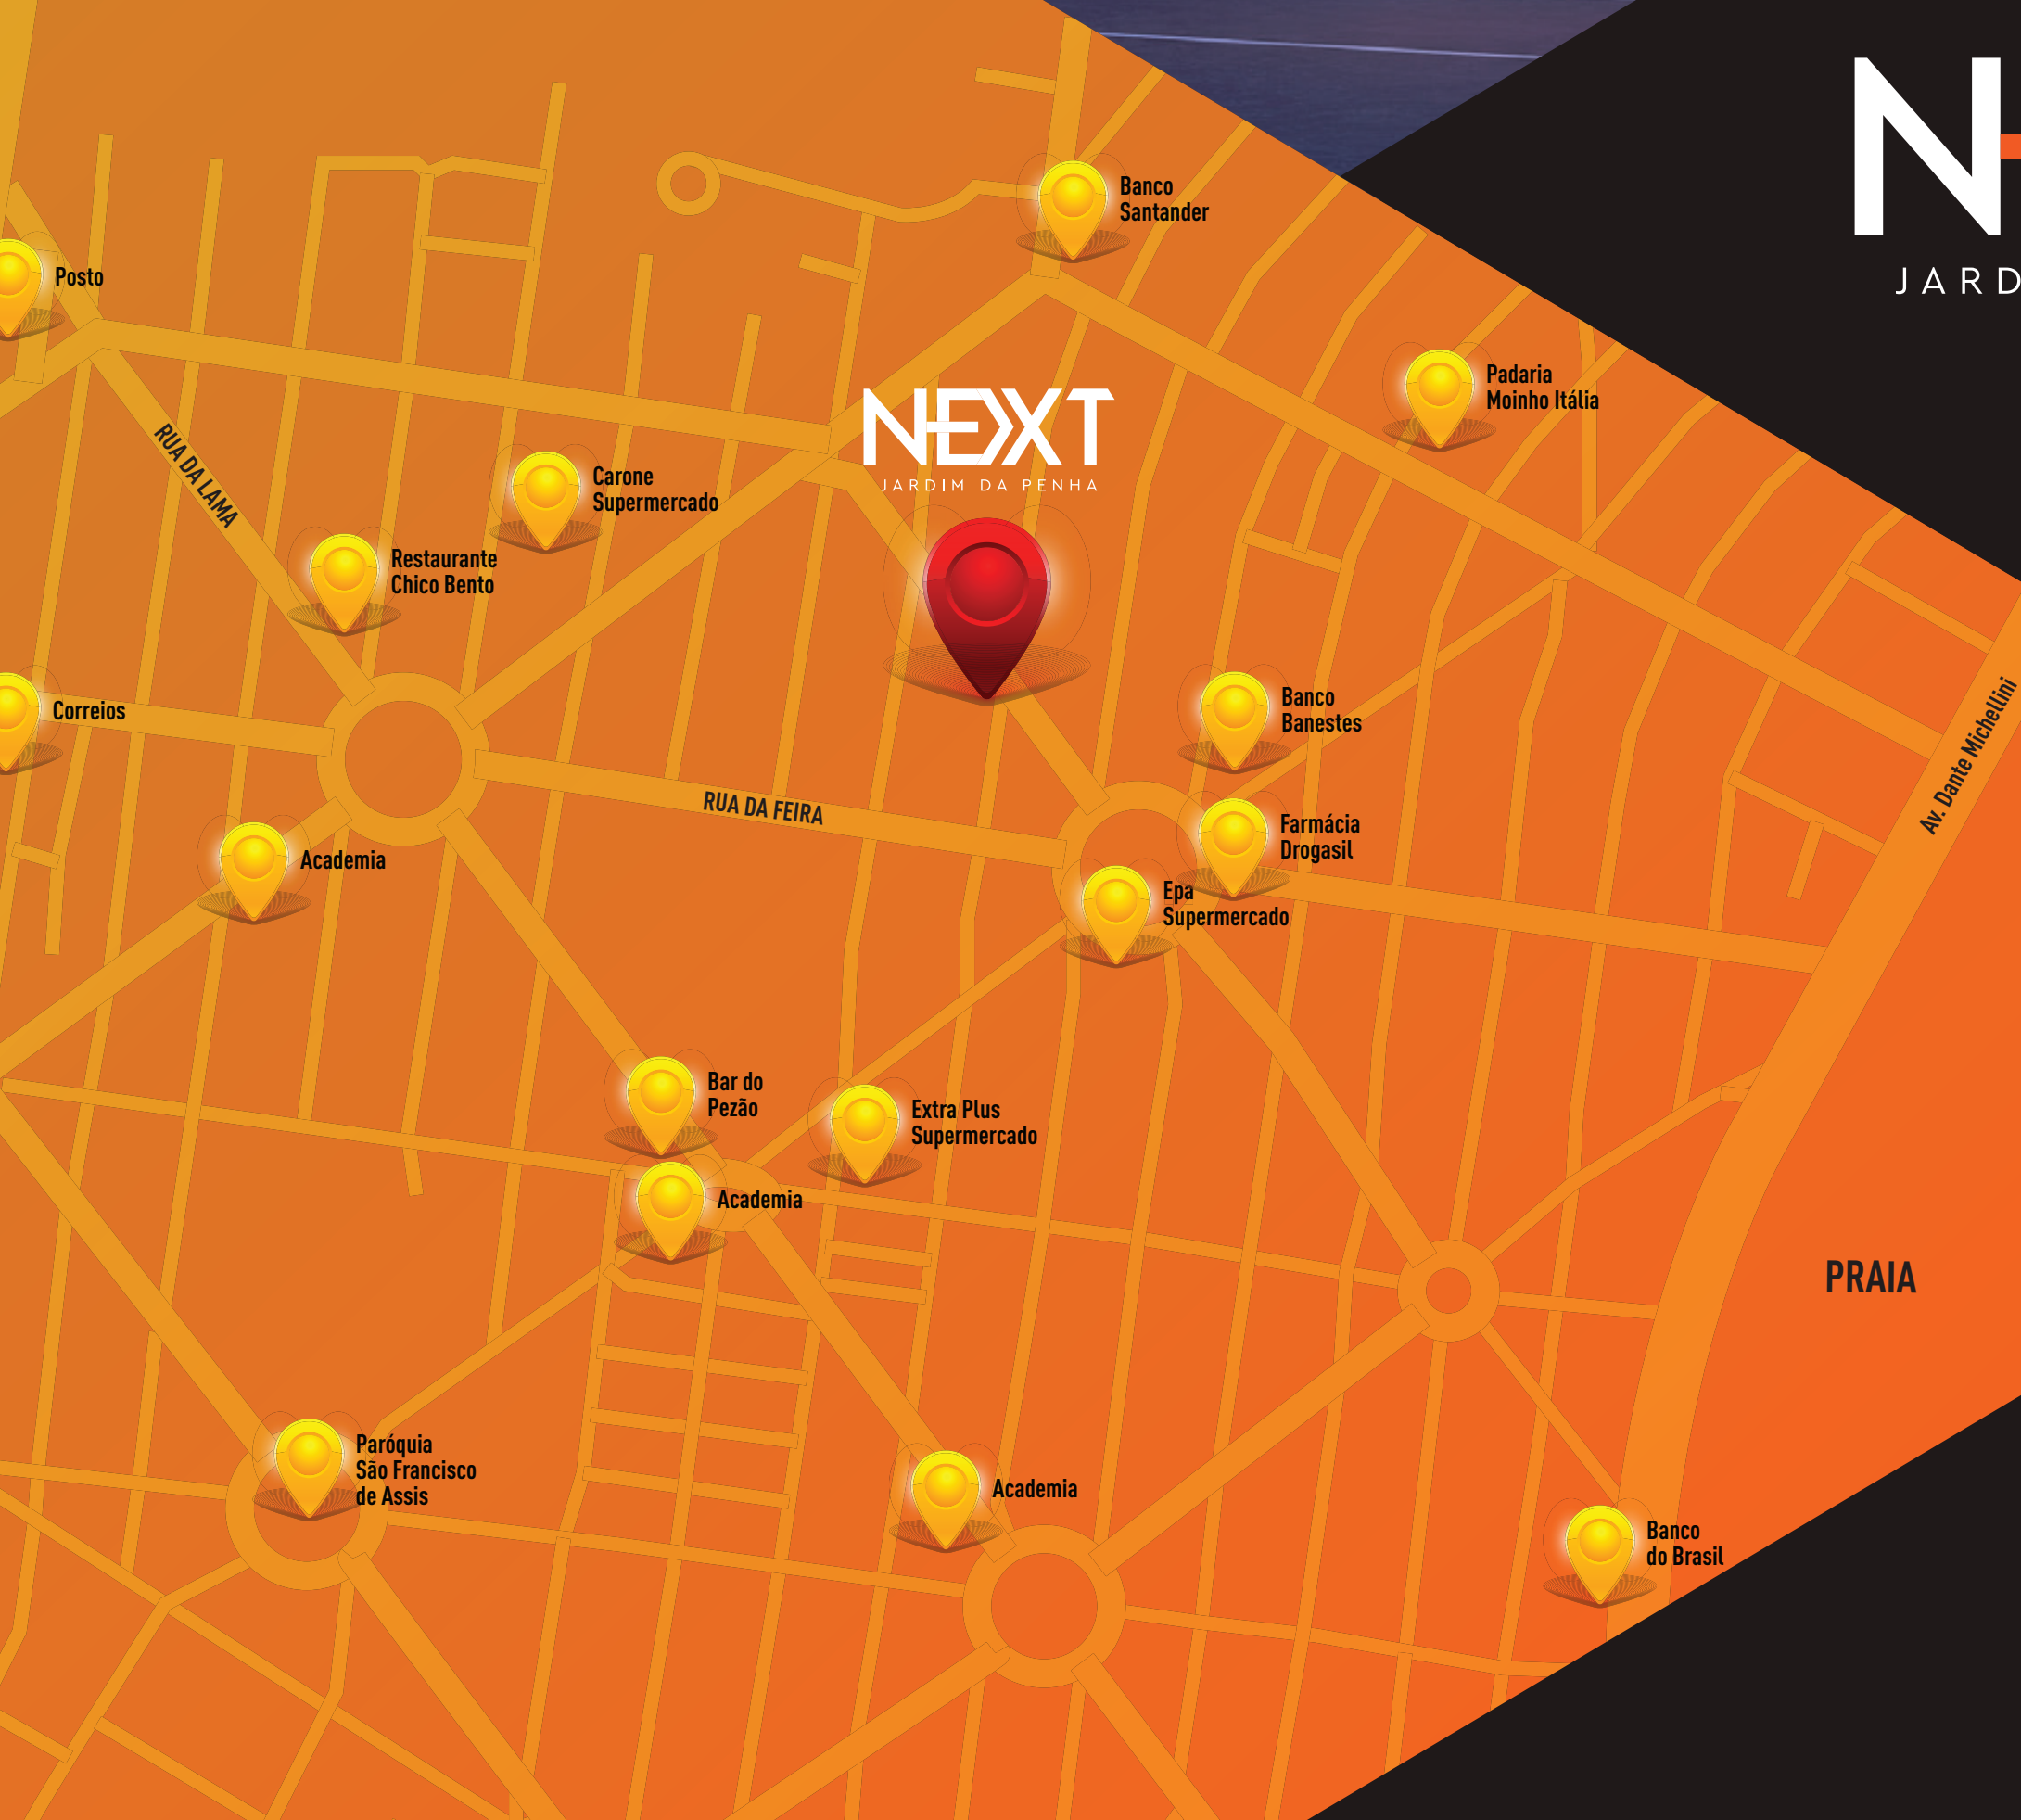 N
JARD
Banco
Santander
Posto
Padaria
Moinho Itália
NEXT
JARDIM DA PENHA
RUA DA LAMA
Carone
Supermercado
Restaurante
Chico Bento
Correios
Banco
Banestes
Av. Dante Michellini
RUA DA FEIRA
Farmácia
Drogasil
Academia
Epa
Supermercado
Bar do
Pezão
Extra Plus
Supermercado
Academia
PRAIA
Paróquia
São Francisco
de Assis
Academia
Banco
do Brasil